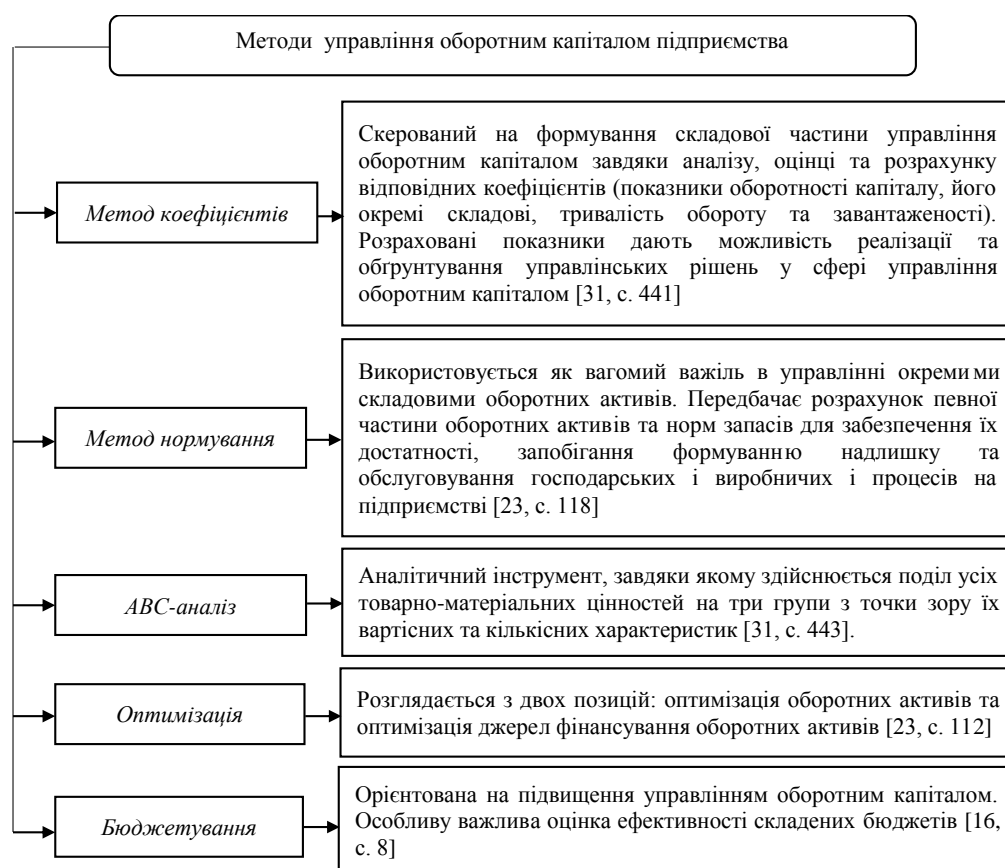 Методи управління оборотним капіталом підприємства
Метод коефіцієнтів
Скерований на формування складової частини управління
оборотним капіталом завдяки аналізу, оцінці та розрахунку
відповідних коефіцієнтів (показники оборотності капіталу, його
окремі складові, тривалість обороту та завантаженості).
Розраховані показники дають можливість реалізації та
обґрунтування управлінських рішень у сфері управління
оборотним капіталом [31, с. 441]
Метод нормування
Використовується як вагомий важіль в управлінні окремими
складовими оборотних активів. Передбачає розрахунок певної
частини оборотних активів та норм запасів для забезпечення їх
достатності, запобігання формуванню надлишку та
обслуговування господарських і виробничих і процесів на
підприємстві [23, с. 118]
АВС-аналіз
Аналітичний інструмент, завдяки якому здійснюється поділ усіх
товарно-матеріальних цінностей на три групи з точки зору їх
вартісних та кількісних характеристик [31, с. 443].
Оптимізація
Розглядається з двох позицій: оптимізація оборотних активів та
оптимізація джерел фінансування оборотних активів [23, с. 112]
Бюджетування
Орієнтована на підвищення управлінням оборотним капіталом.
Особливу важлива оцінка ефективності складених бюджетів [16,
с. 8]